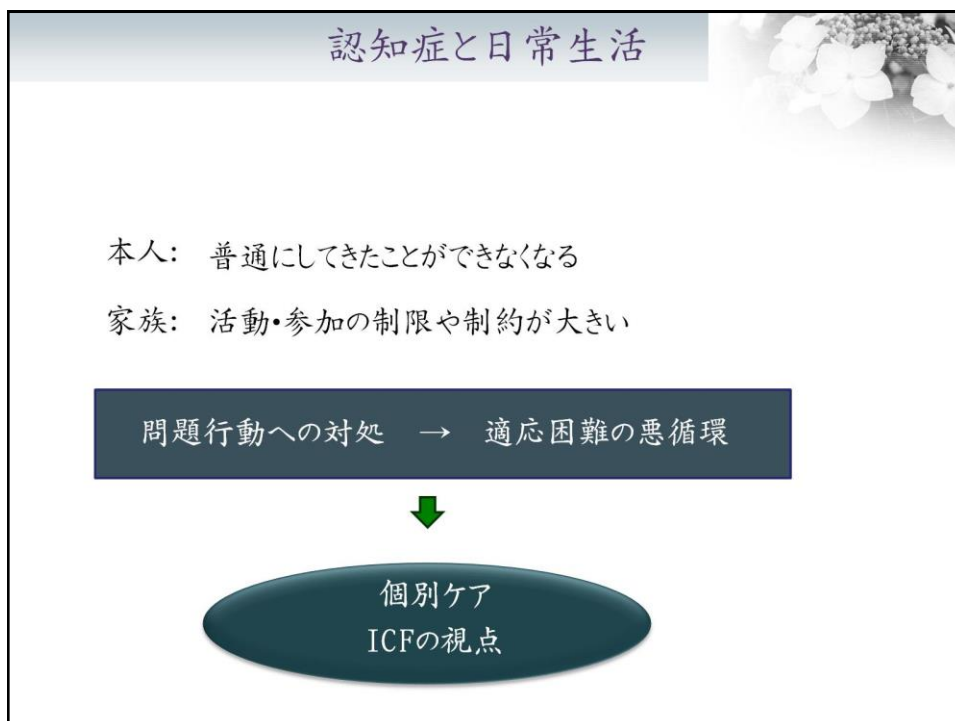 認知症と日常生活
本人: 普通にしてきたことができなくなる
家族: 活動・参加の制限や制約が大きい
問題行動への対処 → 適応困難の悪循環
個別ケア
ICFの視点